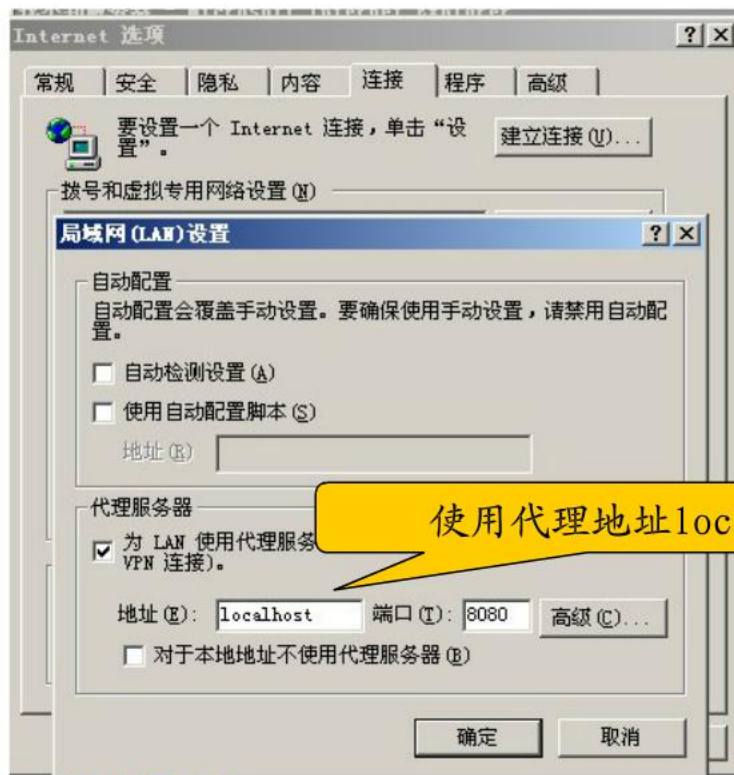 Internet 选项
常规 安全 隐私 内容 连接 程序 高级
要设置一个 Internet 连接，单击“设
置”。
建立连接(U)...
拨号和虚拟专用网络设置(N)
局域网(LAN)设置
自动配置
自动配置会覆盖手动设置。要确保使用手动设置，请禁用自动配
置。
自动检测设置(A)
使用自动配置脚本(S)
地址(R)
代理服务器
使用代理地址loc
为 LAN 使用代理服务
VPN 连接)。
地址(E): localhost 端口(T): 8080 高级(C)...
对于本地地址不使用代理服务器(B)
确定 取消